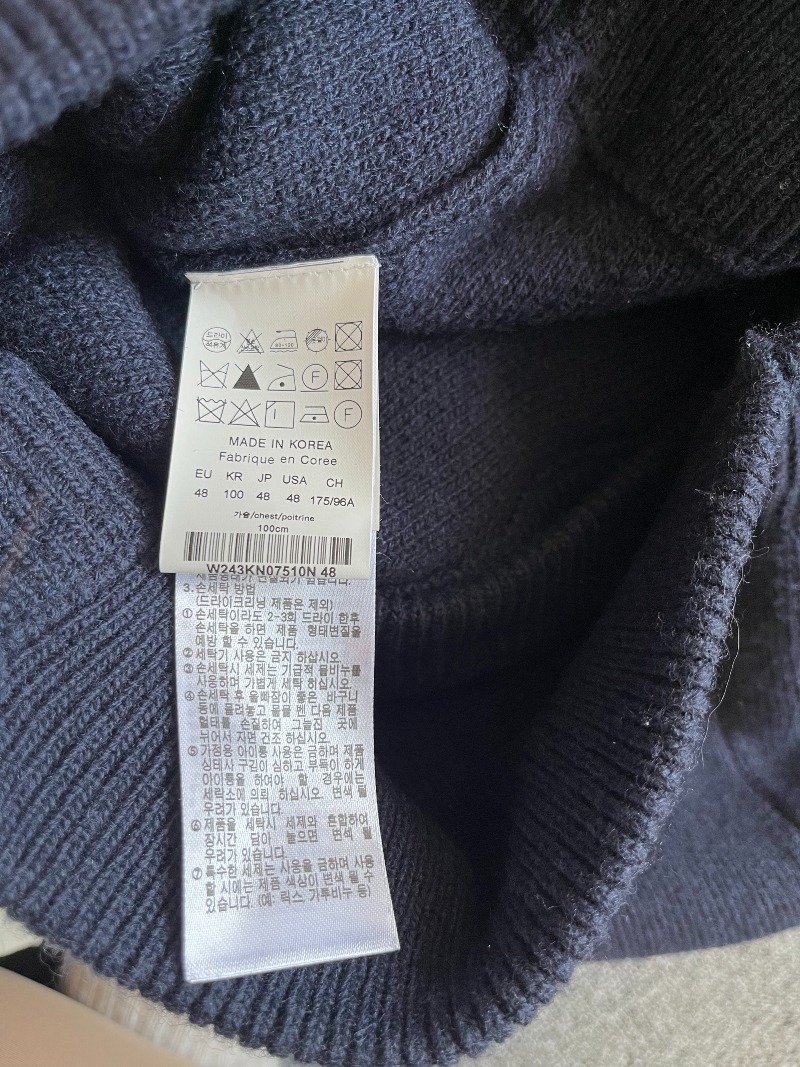 드라이
석유계
80~120
F
F
MADE IN KOREA
Fabrique en Coree
EU KR JP USA CH
48 100 48 48 175/96A
가슴/chest/poitrine
100cm
W243KN07510N 48
3.손세탁 방법
(드라이크리닝 제품은 제외)
① 손세탁이라도 2-3회 드라이 한후
손세탁을 하면 제품 형태변질을
예방 할 수 있습니다.
② 세탁기 사용은 금지 하십시오.
③ 손세탁시 세제는 가급적 물비누를
사용하며 가볍게 세탁 하십시오.
④ 손세탁 후 물빠짐이 좋은 바구니
등에 올려놓고 물을 뺀 다음 제품
형태를 손질하여 그늘진 곳에
뉘어서 자연 건조 하십시오.
⑤ 가정용 아이롱 사용은 금하며 제품
상태시 구김이 심하고 부득이 하게
아이롱을 하여야 할 경우에는
세탁소에 의뢰 하십시오. 변색 될
우려가 있습니다.
⑥ 제품을 세탁시 세제와 혼합하여
장시간 담아 놓으면 변색 될
우려가 있습니다.
⑦ 특수한 세제는 사용을 금하며 사용
할 시에는 제품 색상이 변색 될 수
있습니다. (예: 락스 가루비누 등)